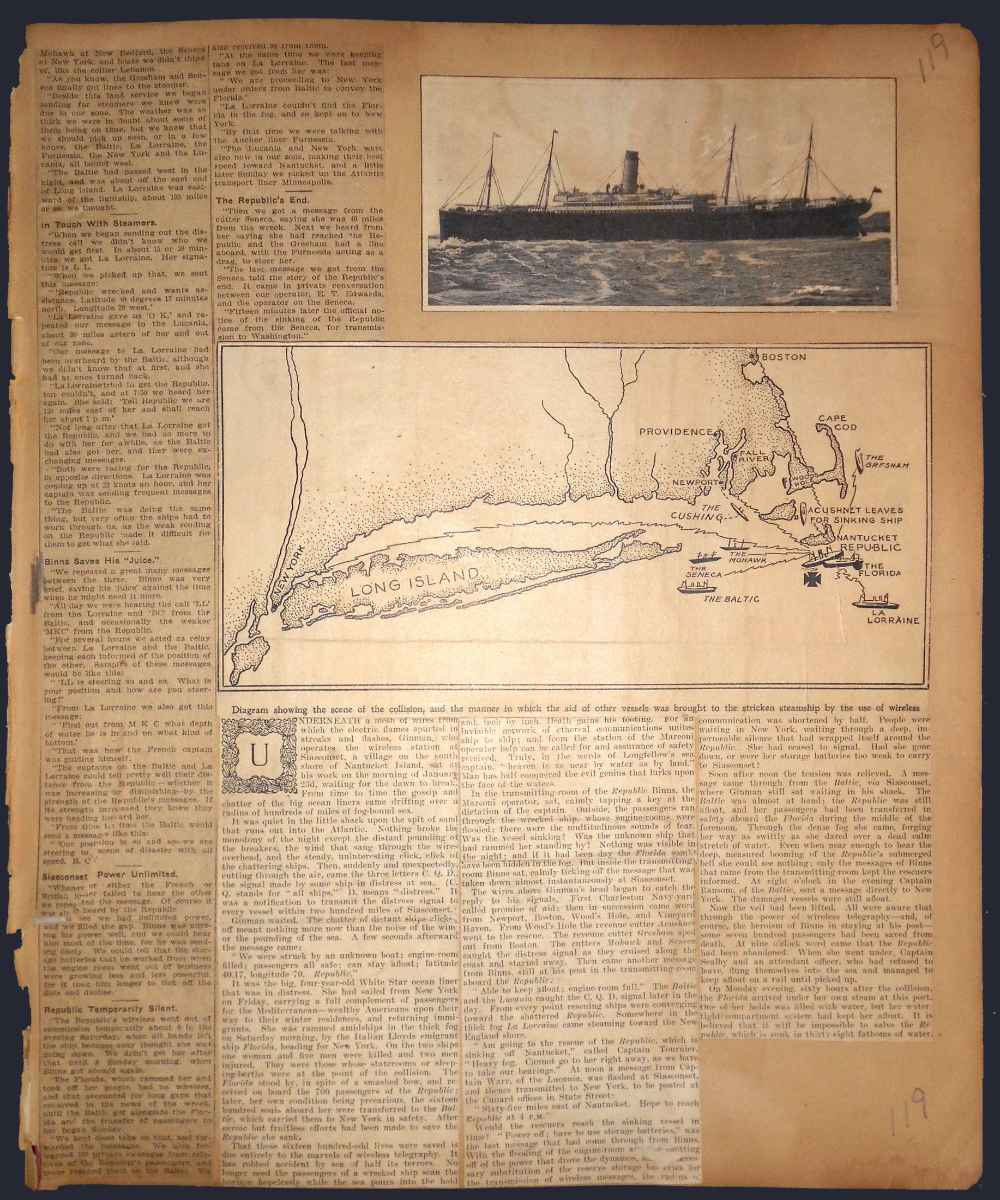 119
Mohawk at New Bedford, the Seneca
at New York, and boats we didn't think
of, like the collier Lebanon.
"As you know, the Gresham and Sen-
eca finally got lines to the steamer.
"Beside this land service we began
sending for steamers we knew were
due in our zone. The weather was so
thick we were in doubt about some of
them being on time, but we knew that
we should pick up soon, or in a few
hours, the Baltic, La Lorraine, the
Furnessia, the New York and the Lu-
cania, all bound west.
"The Baltic had passed west in the
night, and was about off the east end
of Long Island. La Lorraine was east-
ward of the lightship, about 100 miles
or so, we thought.
In Touch With Steamers.
"When we began sending out the dis-
tress call we didn't know who we
would get first. In about 15 or 20 min-
utes we got La Lorraine. Her signa-
ture is L L.
"When we picked up that, we sent
this message:
"'Republic wrecked and wants as-
sistance. Latitude 40 degrees 17 minutes
north. Longitude 70 west.'
"La Lorraine gave us 'O K,' and re-
peated our message to the Lucania,
about 30 miles astern of her and out
of our zone.
"Our message to La Lorraine had
been overheard by the Baltic, although
we didn't know that at first, and she
had at once turned back.
"La Lorraine tried to get the Republic,
but couldn't, and at 7:50 we heard her
again. She said: 'Tell Republic we are
120 miles east of her and shall reach
her about 1 p.m.'
"Not long after that La Lorraine got
the Republic, and we had no more to
do with her for awhile, as the Baltic
had also got her, and they were ex-
changing messages.
"Both were racing for the Republic,
in opposite directions. La Lorraine was
coming up at 22 knots an hour, and her
captain was sending frequent messages
to the Republic.
"The Baltic was doing the same
thing, but very often the ships had to
work through us, as the weak sending
on the Republic made it difficult for
them to get what she said.
Binns Saves His "Juice."
"We repeated a great many messages
between the three. Binns was very
brief, saving his 'juice' against the time
when he might need it more.
"All day we were hearing the call 'LL'
from the Lorraine and 'BC' from the
Baltic, and occasionally the weaker
'MKC' from the Republic.
"For several hours we acted as relay
between La Lorraine and the Baltic,
keeping each informed of the position of
the other. Samples of these messages
would be like this:
"'LL is steering so and so. What is
your position and how are you steer-
ing?'
"From La Lorraine we also got this
message:
"'Find out from M K C what depth
of water he is in and on what kind of
bottom.'
"That was how the French captain
was guiding himself.
"The captains on the Baltic and La
Lorraine could tell pretty well their dis-
tance from the Republic—whether it
was increasing or diminishing—by the
strength of the Republic's messages. If
its strength increased they knew they
were heading toward her.
"From time to time the Baltic would
send a message like this:
"'Our position is so and so—we are
steering to scene of disaster with all
speed. B C'
Siasconset Power Unlimited.
"Whenever either the French or
British liner failed to hear the other
we repeated the message. Of course it
was all heard by the Republic.
we had unlimited power,
and we filled the gap. Binns was nurs-
ing his power well, but we could hear
him most of the time, for he was send-
ing easily. We could tell that the stor-
age batteries that he worked from when
the engine room went out of business
were growing less and less powerful,
for it took him longer to tick off the
dots and dashes.
Republic Temporarily Silent.
"The Republic's wireless went out of
commission temporarily about 8 in the
evening Saturday, when all hands left
the ship because they thought she was
going down. We didn't get her after
that until a Sunday morning, when
Binns got aboard again.
"The Florida, which rammed her and
took off her people, had no wireless,
and that accounted for long gaps that
occurred in the news of the wreck,
until the Baltic got alongside the Flor-
ida and the transfer of passengers to
her began Sunday.
"We kept close tabs on that, and for-
warded the messages. We also for-
warded 100 private messages from rela-
tives of the Republic's passengers and
also received from them.
"At the same time we were keeping
tabs on La Lorraine. The last mes-
sage we got from her was:
"'We are proceeding to New York
under orders from Baltic to convey the
Florida.'
"La Lorraine couldn't find the Flor-
ida in the fog, and so kept on to New
York.
"By that time we were talking with
the Anchor liner Furnessia.
"The Lucania and New York were
also now in our zone, making their best
speed toward Nantucket, and a little
later Sunday we picked up the Atlantic
transport liner Minneapolis.
The Republic's End.
"Then we got a message from the
cutter Seneca, saying she was 40 miles
from the wreck. Next we heard from
her saying she had reached the Re-
public and the Gresham had a line
aboard, with the Furnessia acting as a
drag, to steer her.
"The last message we got from the
Seneca told the story of the Republic's
end. It came in private conversation
between our operator, E. T. Edwards,
and the operator on the Seneca.
"Fifteen minutes later the official no-
tice of the sinking of the Republic
came from the Seneca, for transmis-
sion to Washington."
BOSTON
CAPE
COD
PROVIDENCE
FALL
RIVER
THE
GRESHAM
NEWPORT
WOODS
THE
CUSHING
ACUSHNET LEAVES
FOR SINKING SHIP
NANTUCKET
REPUBLIC
THE
MOHAWK
THE
FLORIDA
THE
SENECA
THE BALTIC
LA
LORRAINE
NEW YORK
LONG ISLAND
Diagram showing the scene of the collision, and the manner in which the aid of other vessels was brought to the stricken steamship by the use of wireless
UNDERNEATH a mesh of wires from
which the electric flames spurted in
streaks and flashes, Ginman, who
operates the wireless station at
Siasconset, a village on the south
shore of Nantucket Island, sat at
his work on the morning of January
23rd, waiting for the dawn to break.
From time to time the gossip and
chatter of the big ocean liners came drifting over a
radius of hundreds of miles of fog-bound sea.
It was quiet in the little shack upon the spit of sand
that runs out into the Atlantic. Nothing broke the
monotony of the night except the distant pounding of
the breakers, the wind that sang through the wires
overhead, and the steady, uninteresting click, click of
the chattering ships. Then, suddenly and unexpectedly,
cutting through the air, came the three letters C. Q. D.,
the signal made by some ship in distress at sea. (C.
Q. stands for "all ships." D. means "distress." It
was a notification to transmit the distress signal to
every vessel within two hundred miles of Siasconset.)
Ginman waited. The chatter of distant ships dicky-
off meant nothing more now than the noise of the wind
or the pounding of the sea. A few seconds afterward
the message came:
"We were struck by an unknown boat; engine-room
filled; passengers all safe; can stay afloat; latitude
40.17, longitude 70. Republic."
It was the big, four-year-old White Star ocean liner
that was in distress. She had sailed from New York
on Friday, carrying a full complement of passengers
for the Mediterranean—wealthy Americans upon their
way to their winter residences, and returning immi-
grants. She was rammed amidships in the thick fog
on Saturday morning, by the Italian Lloyds emigrant
ship Florida, heading for New York. On the two ships
one woman and five men were killed and two men
injured. They were those whose staterooms or sleep-
ing-berths were at the point of the collision. The
Florida stood by, in spite of a smashed bow, and re-
ceived on board the 700 passengers of the Republic;
later, her own condition being precarious, the sixteen
hundred souls aboard her were transferred to the Bal-
tic, which carried them to New York in safety. After
heroic but fruitless efforts had been made to save the
Republic she sank.
That these sixteen hundred-odd lives were saved is
due entirely to the marvels of wireless telegraphy. It
has robbed accident by sea of half its terrors. No
longer need the passengers of a wrecked ship scan the
horizon hopelessly while the sea pours into the hold
and, inch by inch, Death gains his footing. For an
invisible network of ethereal communications unites
ship to ship; and from the station of the Marconi
operator help can be called for and assurance of safety
received. Truly, in the words of Longfellow's sea
captain, "heaven is as near by water as by land."
Man has half conquered the evil genius that lurks upon
the face of the waters.
In the transmitting-room of the Republic Binns, the
Marconi operator, sat, calmly tapping a key at the
dictation of the captain. Outside, the passengers ran
through the wrecked ship, whose engine-rooms were
flooded; there were the multitudinous sounds of fear.
Was the vessel sinking? Was the unknown ship that
had rammed her standing by? Nothing was visible in
the night; and if it had been day the Florida would
have been hidden in the fog. But inside the transmitting
room Binns sat, calmly ticking-off the message that was
taken down almost instantaneously at Siasconset.
The wires above Ginman's head began to catch the
reply to his signals. First Charleston Navy-yard
called promise of aid; then in succession came word
from Newport, Boston, Wood's Hole, and Vineyard
Haven. From Wood's Hole the revenue cutter Acushnet
went to the rescue. The revenue cutter Gresham sped
out from Boston. The cutters Mohawk and Seneca
caught the distress signal as they cruised along the
coast and started away. Then came another message
from Binns, still at his post in the transmitting-room
aboard the Republic:
"Able to keep afloat; engine-room full." The Baltic
and the Lucania caught the C. Q. D. signal later in the
day. From every point rescuing ships were converging
toward the shattered Republic. Somewhere in the
thick fog La Lorraine came steaming toward the New
England shore.
"Am going to the rescue of the Republic, which is
sinking off Nantucket," called Captain Tournier.
"Heavy fog. Cannot go to her right away, as we have
to take our bearings." At noon a message from Cap-
tain Warr, of the Lucania, was flashed at Siasconset,
and thence transmitted to New York, to be posted at
the Cunard offices in State Street:
"Sixty-five miles east of Nantucket. Hope to reach
Republic at 4 P.M."
Would the rescuers reach the sinking vessel in
time? "Power off; have to use storage batteries," was
the last message that had come through from Binns.
With the flooding of the engine-room
off of the power that drove the dynamos,
sary substitution of the reserve storage batteries for
the transmission of wireless messages, the radius of
communication was shortened by half. People were
waiting in New York, waiting through a deep, im-
permeable silence that had wrapped itself around the
Republic. She had ceased to signal. Had she gone
down, or were her storage batteries too weak to carry
to Siasconset?
Soon after noon the tension was relieved. A mes-
sage came through from the Baltic, via Siasconset,
where Ginman still sat waiting in his shack. The
Baltic was almost at hand; the Republic was still
afloat, and her passengers had been transferred in
safety aboard the Florida during the middle of the
forenoon. Through the dense fog she came, forging
her way as swiftly as she dared over a dead calm
stretch of water. Even when near enough to hear the
deep, measured booming of the Republic's submerged
bell she could see nothing; only the messages of Binns
that came from the transmitting-room kept the rescuers
informed. At eight o'clock in the evening Captain
Ransom, of the Baltic, sent a message directly to New
York. The damaged vessels were still afloat.
Now the veil had been lifted. All were aware that
through the power of wireless telegraphy—and, of
course, the heroism of Binns in staying at his post—
some seven hundred passengers had been saved from
death. At nine o'clock word came that the Republic
had been abandoned. When she went under, Captain
Sealby and an attendant officer, who had refused to
leave, flung themselves into the sea and managed to
keep afloat on a raft until picked up.
On Monday evening, sixty hours after the collision,
the Florida arrived under her own steam at this port,
two of her holds was filled with water, but her water
tight-compartment system had kept her afloat. It is
believed that it will be impossible to salve the Re-
public, which is sunk in thirty-eight fathoms of water.
119